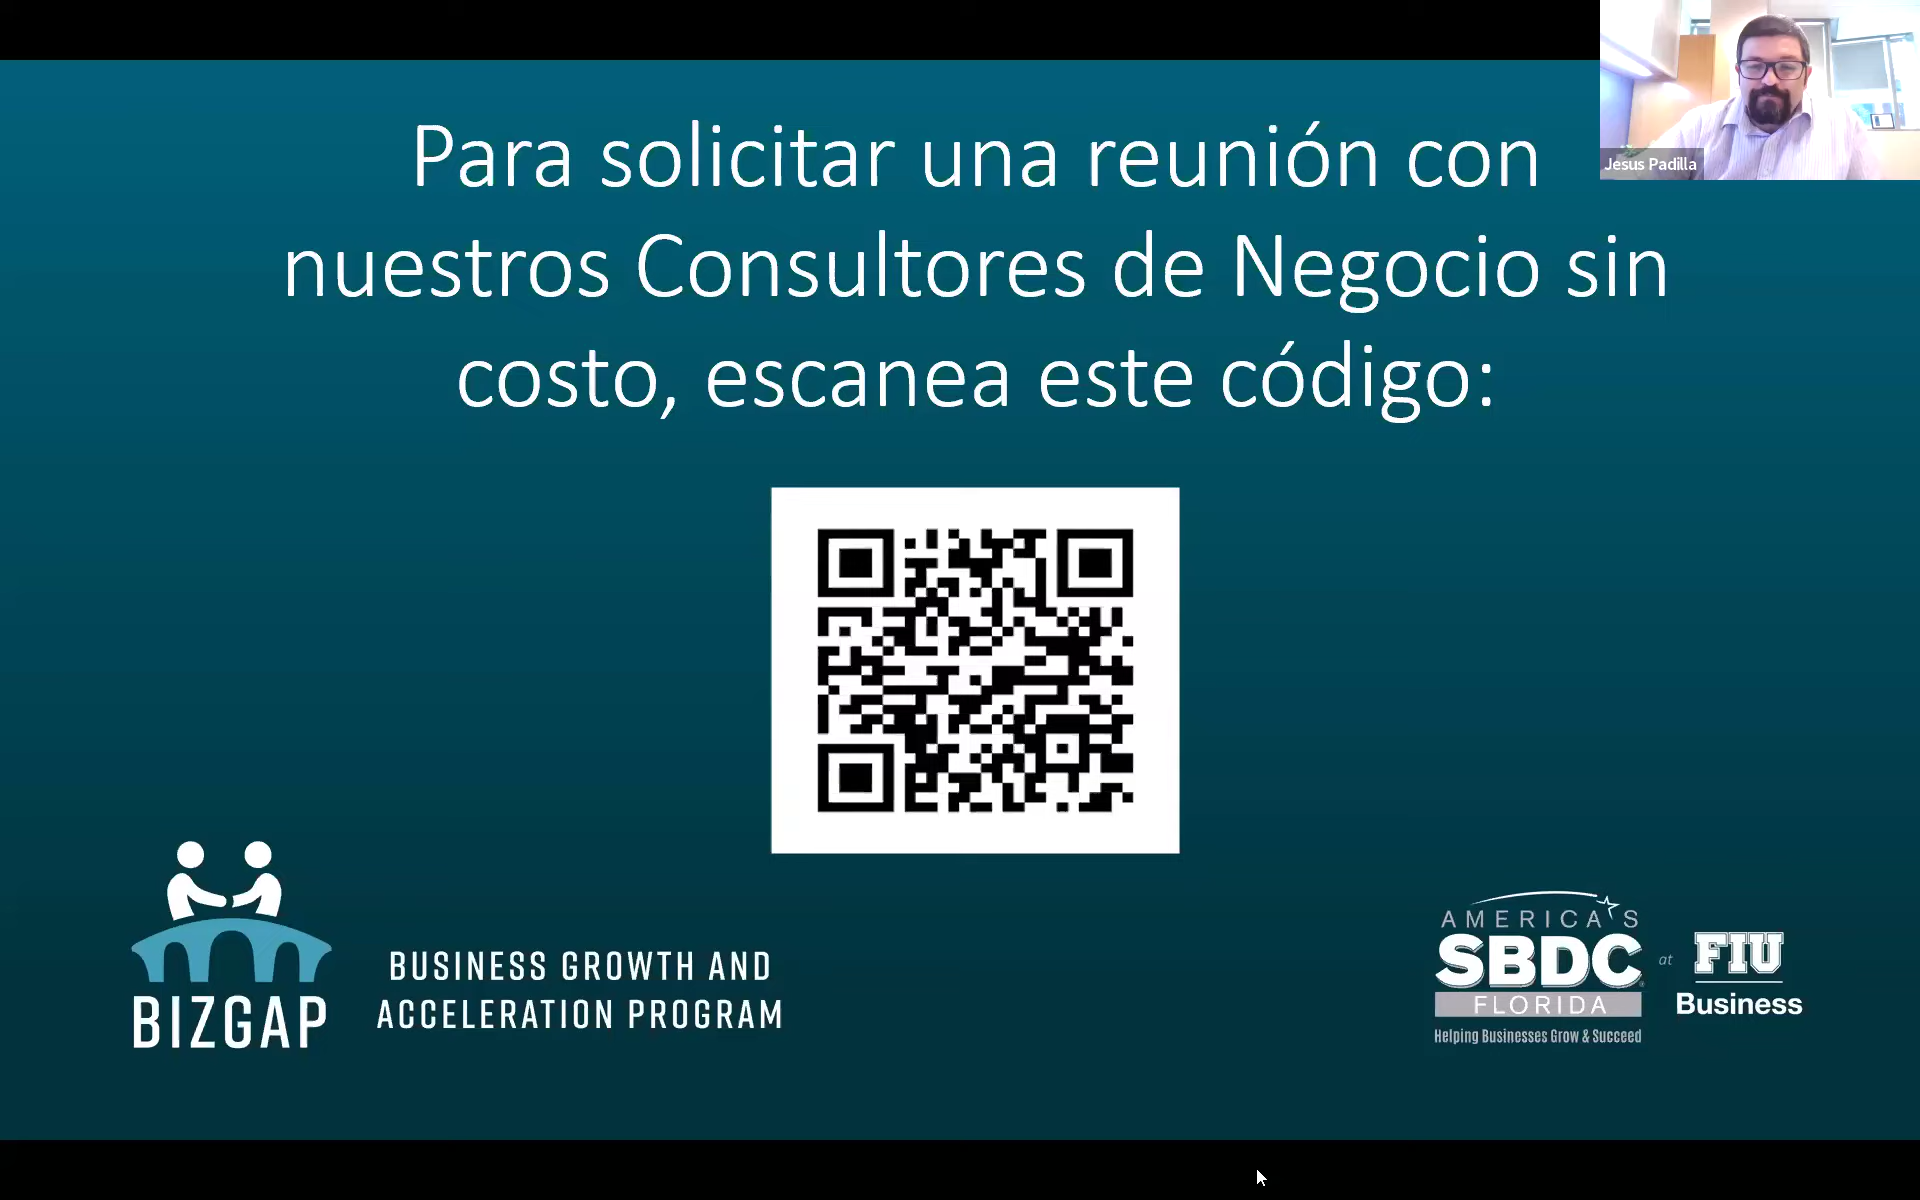 Para solicitar una reunión con
nuestros Consultores de Negocio sin
costo, escanea este código:
Jesus Padilla
BIZGAP
BUSINESS GROWTH AND
ACCELERATION PROGRAM
AMERICA'S
SBDC
FLORIDA
Helping Businesses Grow & Succeed
at
FIU
Business